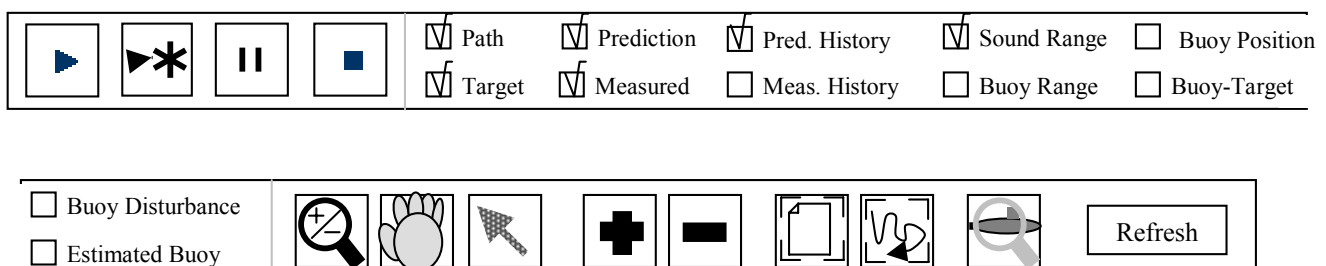 Path Prediction Pred. History Sound Range Buoy Position
Target Measured Meas. History Buoy Range Buoy-Target
Buoy Disturbance
Refresh
Estimated Buoy